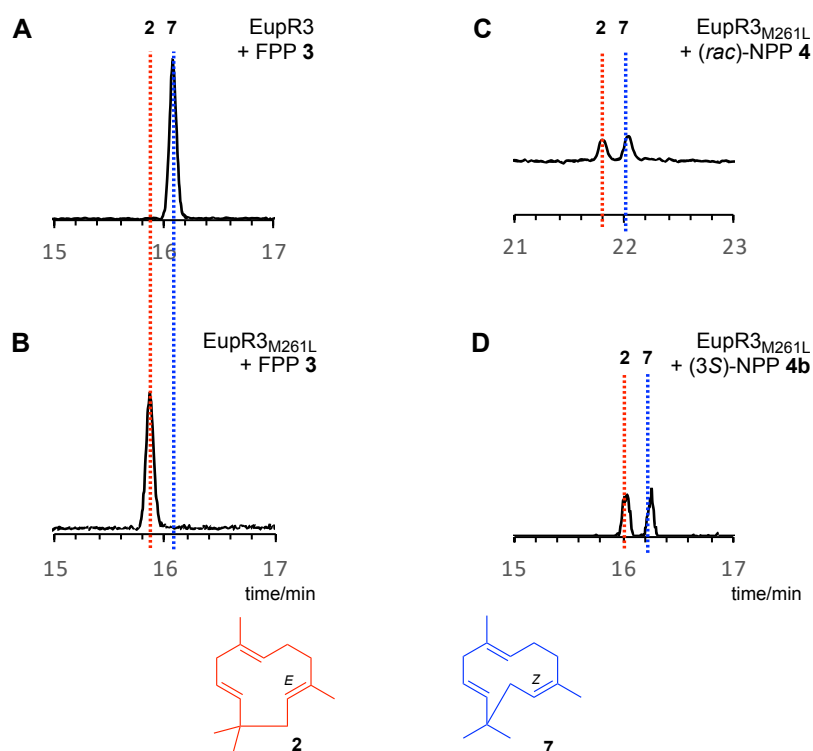 A
2 7
EupR3
+ FPP 3
15 16 17
B
EupR3M261L
+ FPP 3
15 16 17
time/min
C
2 7
EupR3M261L
+ (rac)-NPP 4
21 22 23
D
2 7
EupR3M261L
+ (3S)-NPP 4b
15 16 17
time/min
E
2
Z
7